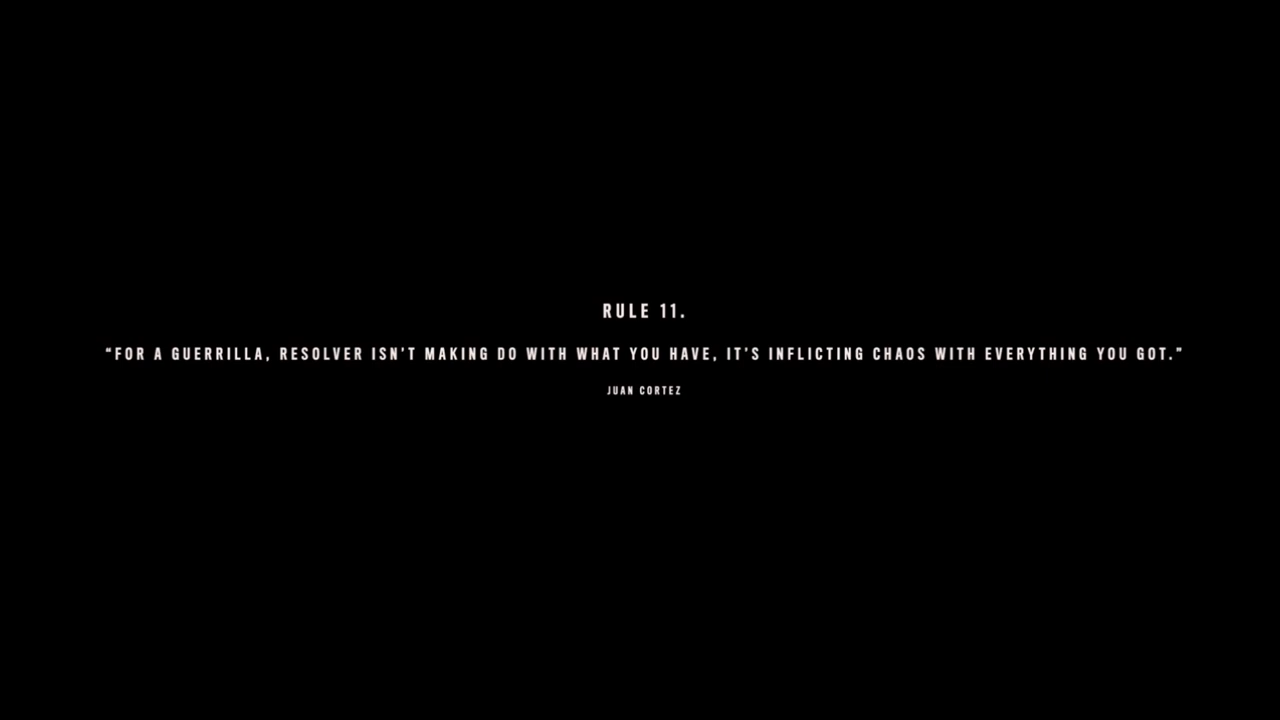 RULE 11.
“FOR A GUERRILLA, RESOLVER ISN’T MAKING DO WITH WHAT YOU HAVE, IT’S INFLICTING CHAOS WITH EVERYTHING YOU GOT.”
JUAN CORTEZ